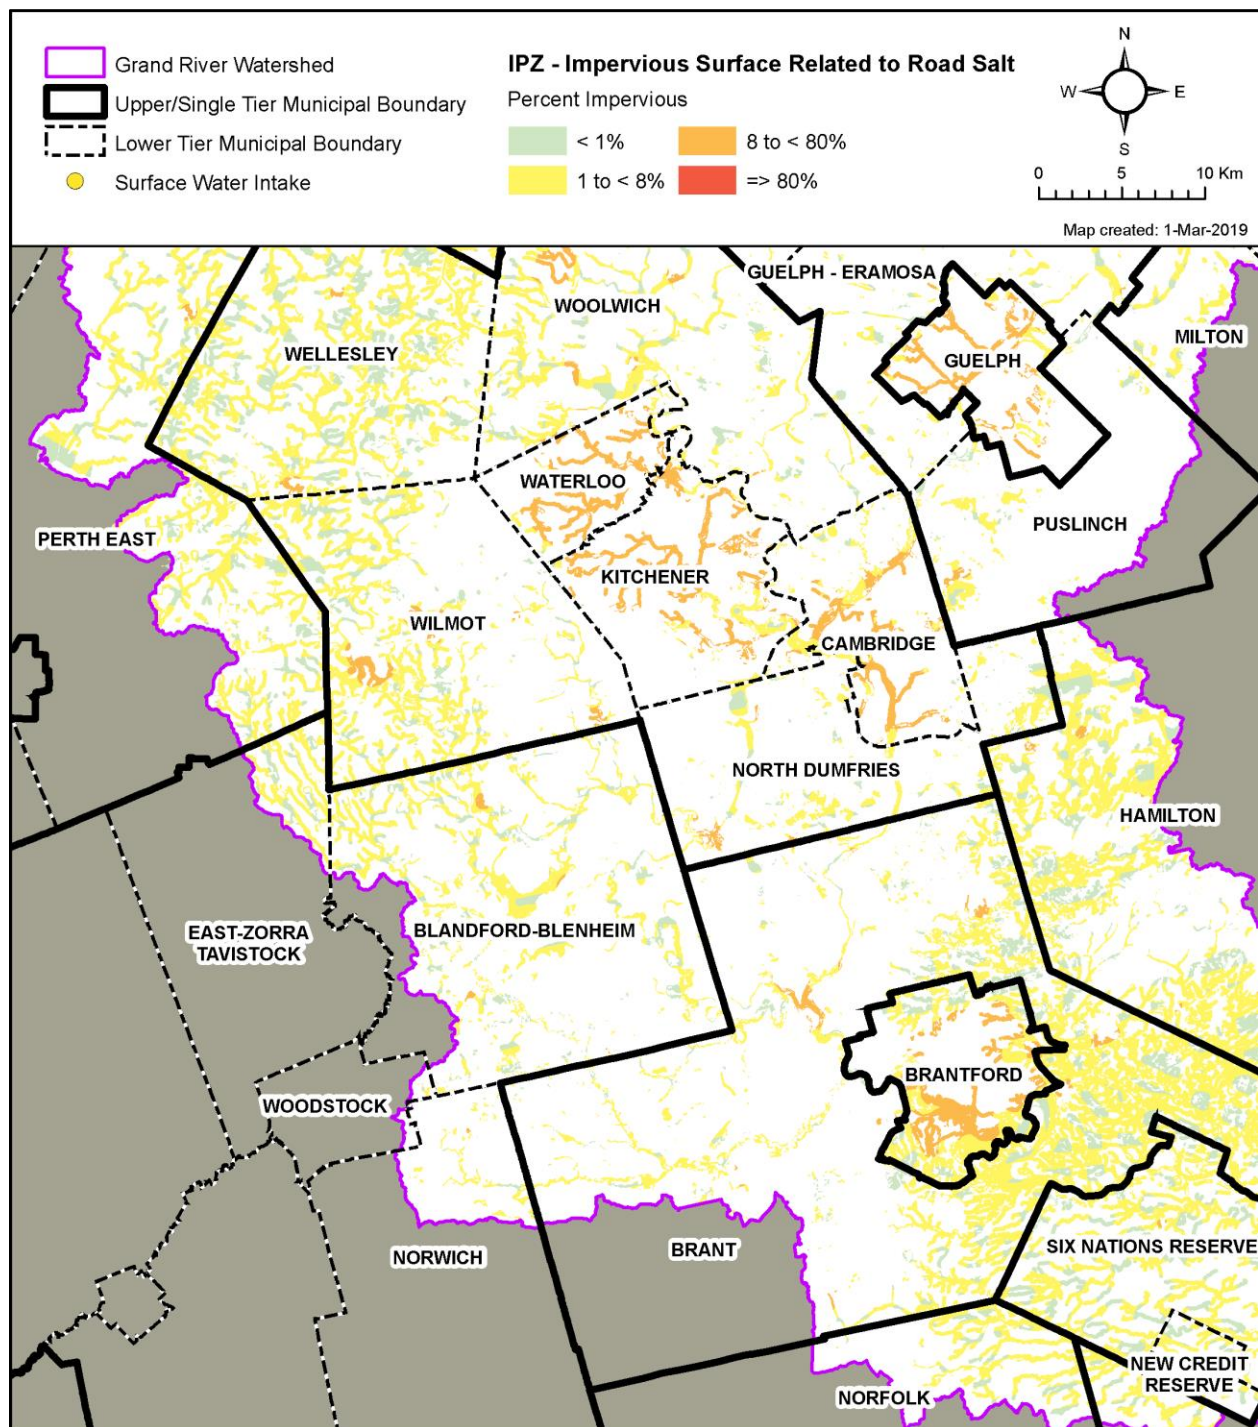 Grand River Watershed
Upper/Single Tier Municipal Boundary
Lower Tier Municipal Boundary
Surface Water Intake
IPZ - Impervious Surface Related to Road Salt
Percent Impervious
< 1%
1 to < 8%
8 to < 80%
=> 80%
N
W
E
S
0
5
10 Km
Map created: 1-Mar-2019
GUELPH - ERAMOSA
WOOLWICH
MILTON
WELLESLEY
GUELPH
WATERLOO
PUSLINCH
PERTH EAST
KITCHENER
WILMOT
CAMBRIDGE
NORTH DUMFRIES
HAMILTON
BLANDFORD-BLENHEIM
EAST-ZORRA
TAVISTOCK
BRANTFORD
WOODSTOCK
NORWICH
BRANT
SIX NATIONS RESERVE
NEW CREDIT
RESERVE
NORFOLK